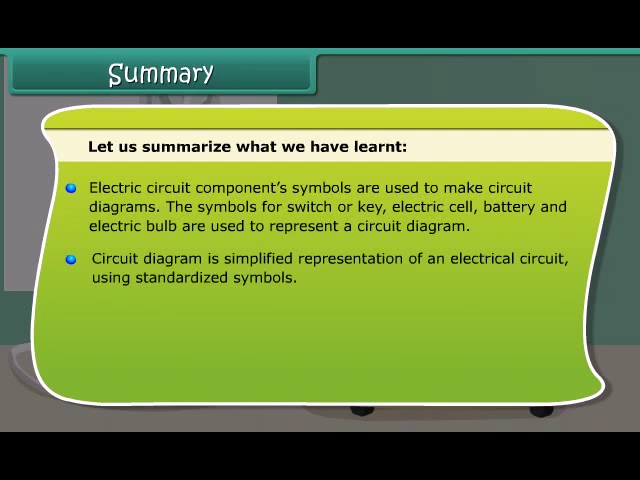 Summary
Let us summarize what we have learnt:
Electric circuit component's symbols are used to make circuit
diagrams. The symbols for switch or key, electric cell, battery and
electric bulb are used to represent a circuit diagram.
Circuit diagram is simplified representation of an electrical circuit,
using standardized symbols.